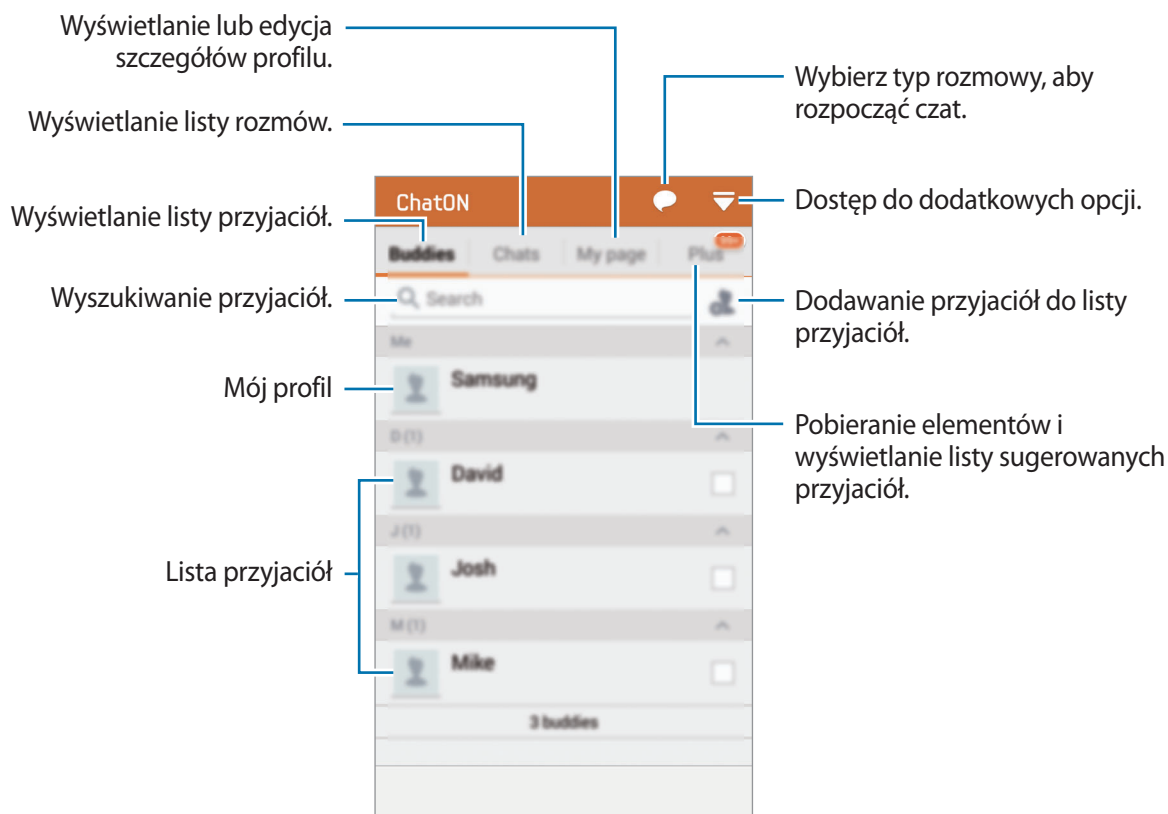 Wyświetlanie lub edycja
szczegółów profilu.
Wybierz typ rozmowy, aby
rozpocząć czat.
Wyświetlanie listy rozmów.
ChatON
Dostęp do dodatkowych opcji.
Wyświetlanie listy przyjaciół.
Buddies
Chats
My page
Plus
Wyszukiwanie przyjaciół.
Search
Dodawanie przyjaciół do listy
przyjaciół.
Me
Mój profil
Samsung
Pobieranie elementów i
wyświetlanie listy sugerowanych
przyjaciół.
D (1)
David
J (1)
Lista przyjaciół
Josh
M (1)
Mike
3 buddies